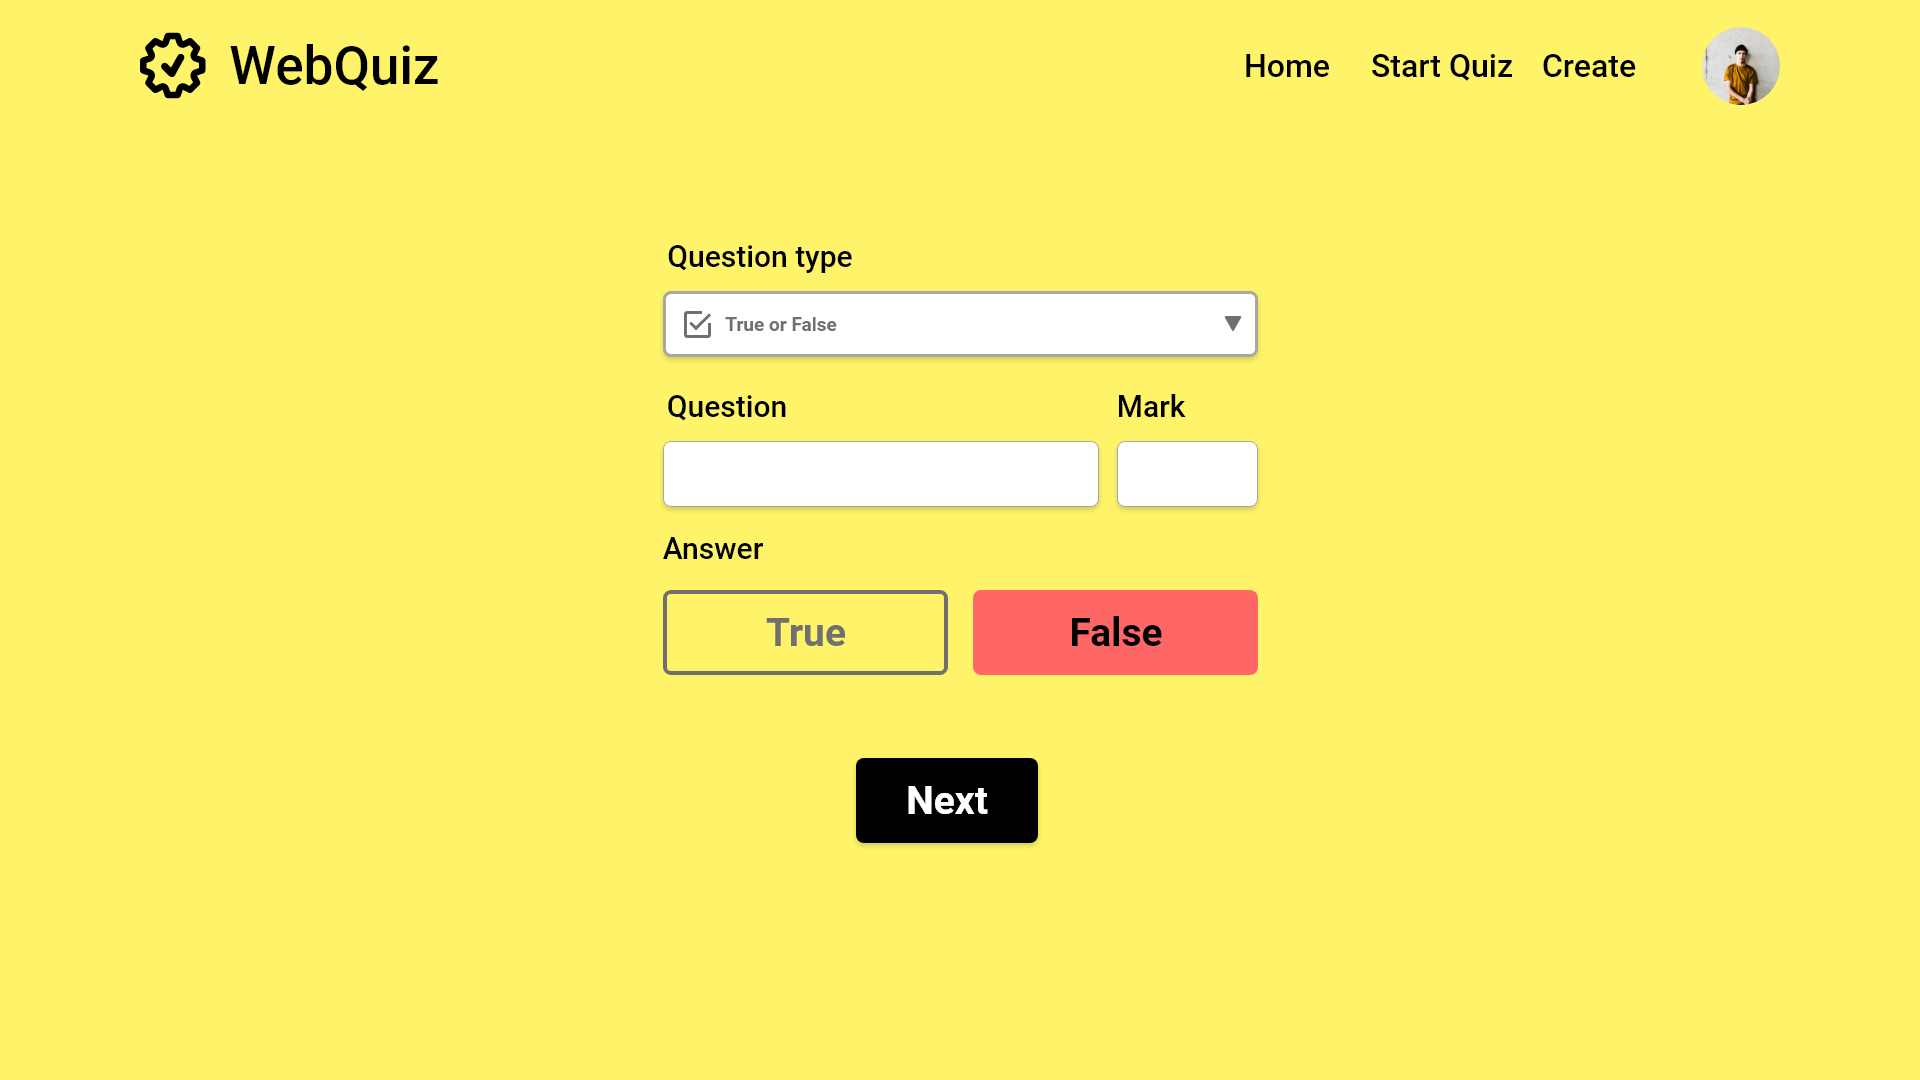 WebQuiz
Home Start Quiz Create
Question type
True or False
Question Mark
Answer
True False
Next